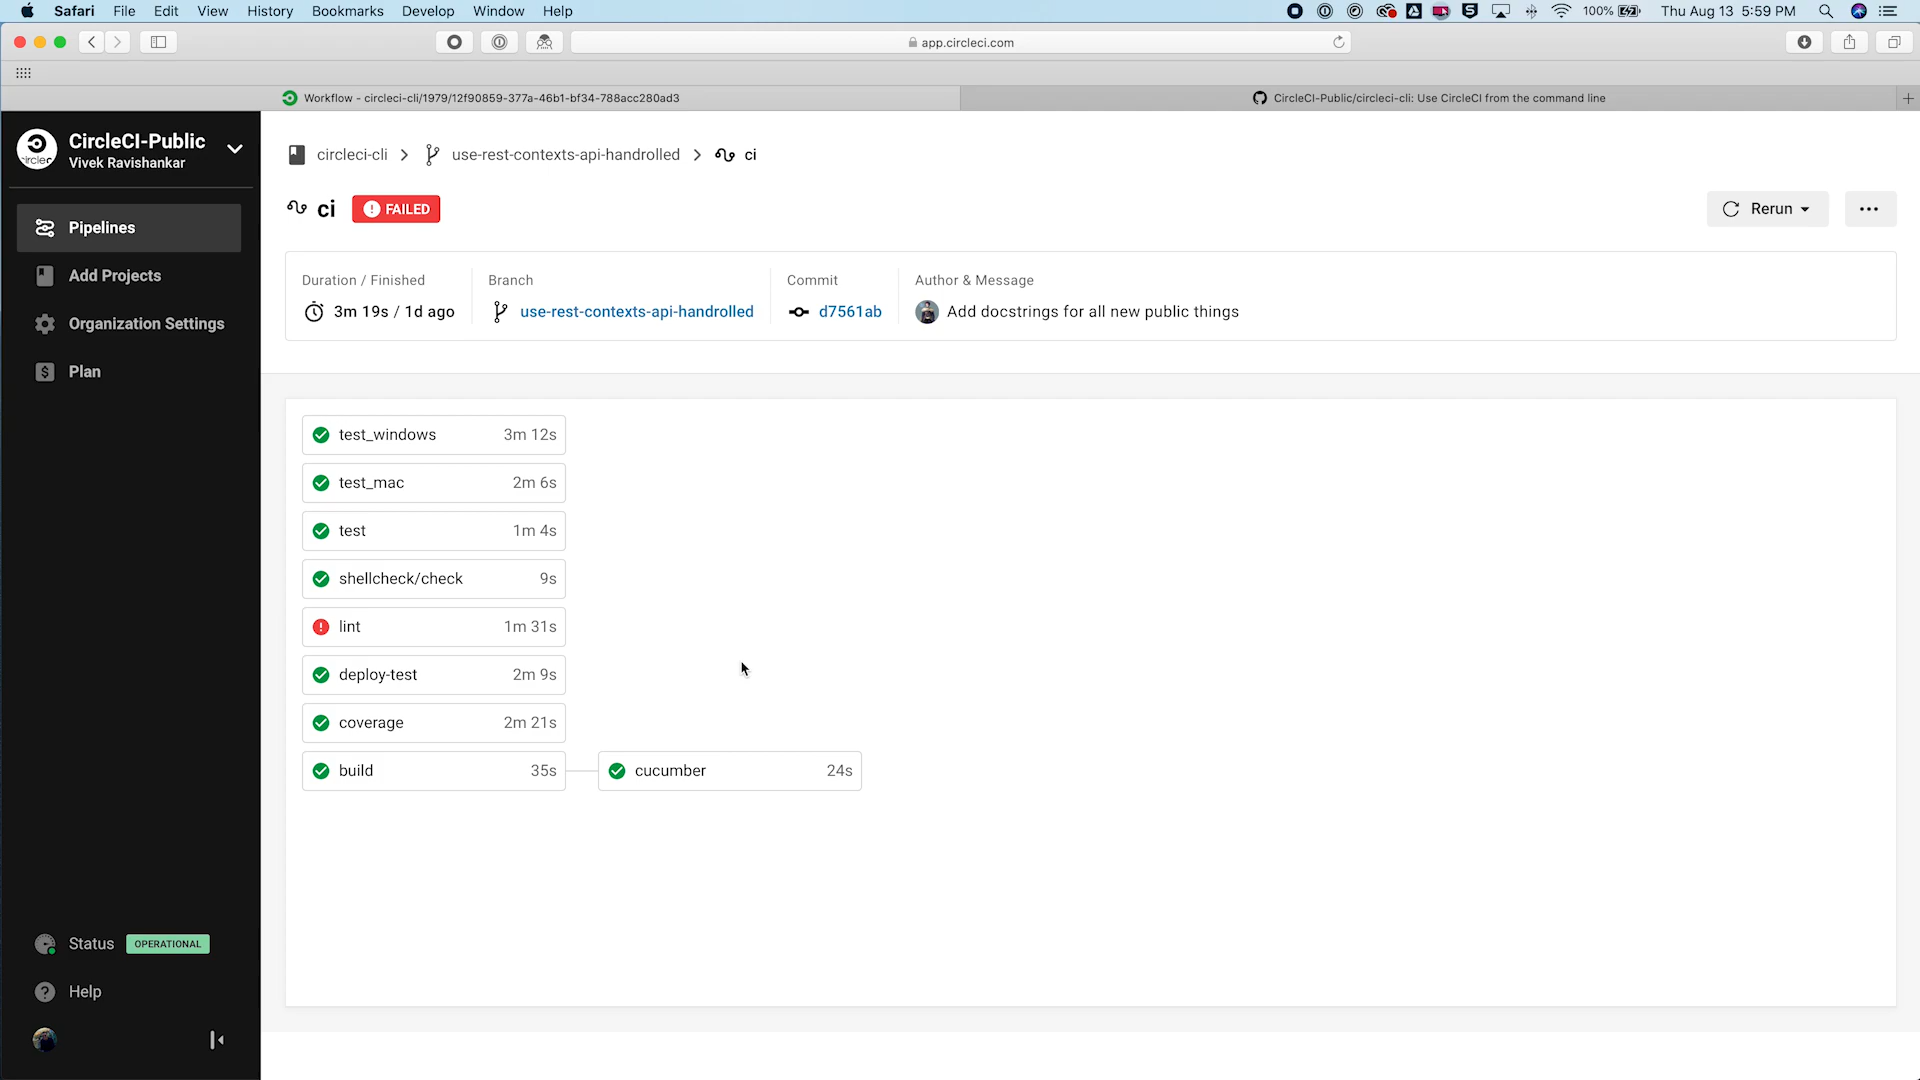 Safari File Edit View History Bookmarks Develop Window Help 100% Thu Aug 13 5:59 PM
app.circleci.com
Workflow - circleci-cli/1979/12f90859-377a-46b1-bf34-788acc280ad3
CircleCI-Public/circleci-cli: Use CircleCI from the command line
CircleCI-Public
Vivek Ravishankar
Pipelines
Add Projects
Organization Settings
Plan
Status OPERATIONAL
Help
circleci-cli > use-rest-contexts-api-handrolled > ci
ci FAILED
Rerun
Duration / Finished
3m 19s / 1d ago
Branch
use-rest-contexts-api-handrolled
Commit
d7561ab
Author & Message
Add docstrings for all new public things
test_windows 3m 12s
test_mac 2m 6s
test 1m 4s
shellcheck/check 9s
lint 1m 31s
deploy-test 2m 9s
coverage 2m 21s
build 35s
cucumber 24s